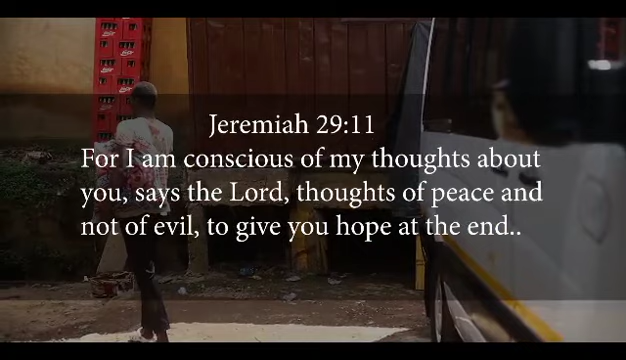 Jeremiah 29:11
For I am conscious of my thoughts about
you, says the Lord, thoughts of peace and
not of evil, to give you hope at the end..